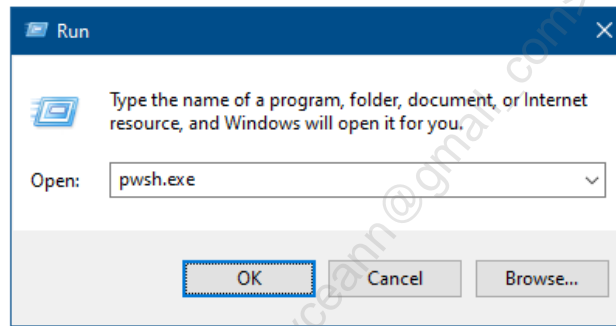 Run
Type the name of a program, folder, document, or Internet
resource, and Windows will open it for you.
Open: pwsh.exe
OK Cancel Browse...